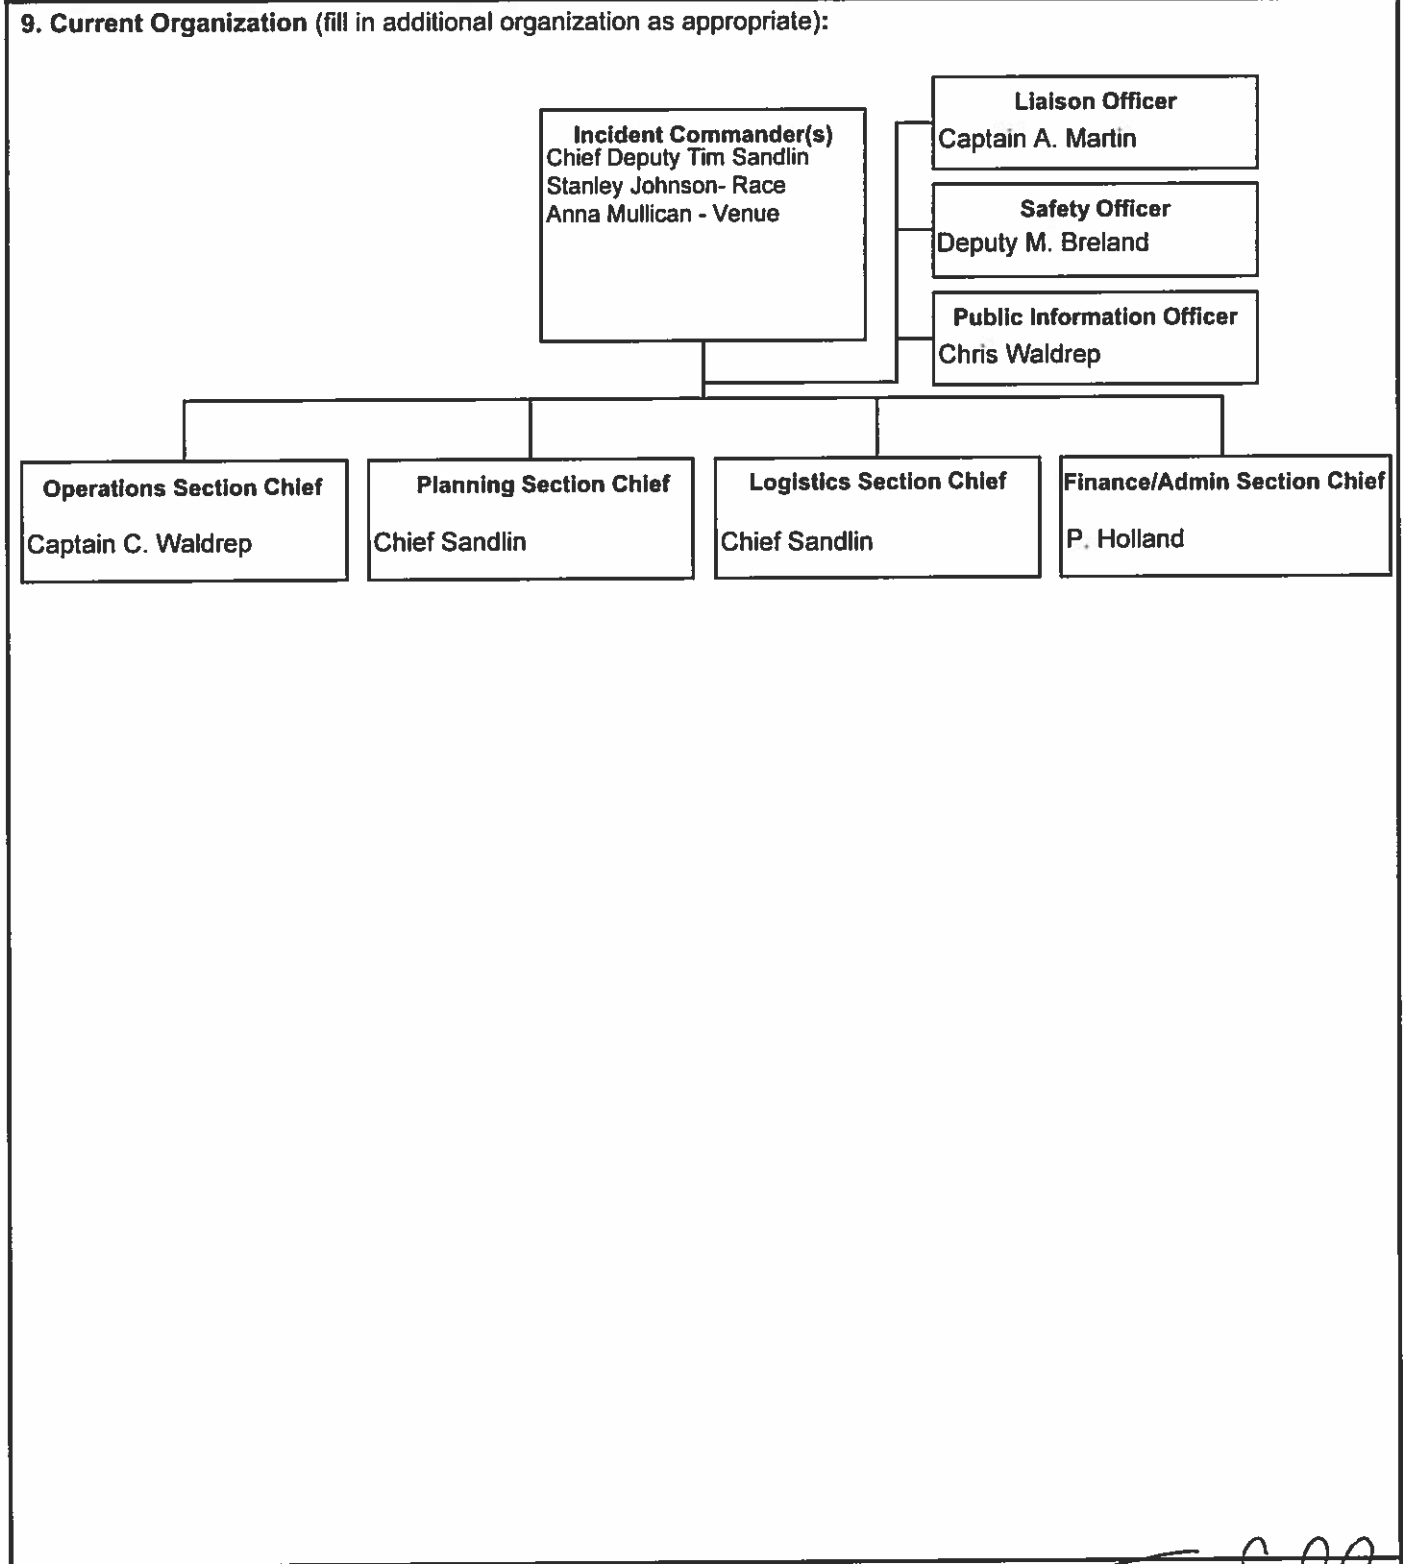 9. Current Organization (fill in additional organization as appropriate):
Incident Commander(s)
Chief Deputy Tim Sandlin
Stanley Johnson- Race
Anna Mullican - Venue
Liaison Officer
Captain A. Martin
Safety Officer
Deputy M. Breland
Public Information Officer
Chris Waldrep
Operations Section Chief
Captain C. Waldrep
Planning Section Chief
Chief Sandlin
Logistics Section Chief
Chief Sandlin
Finance/Admin Section Chief
P. Holland